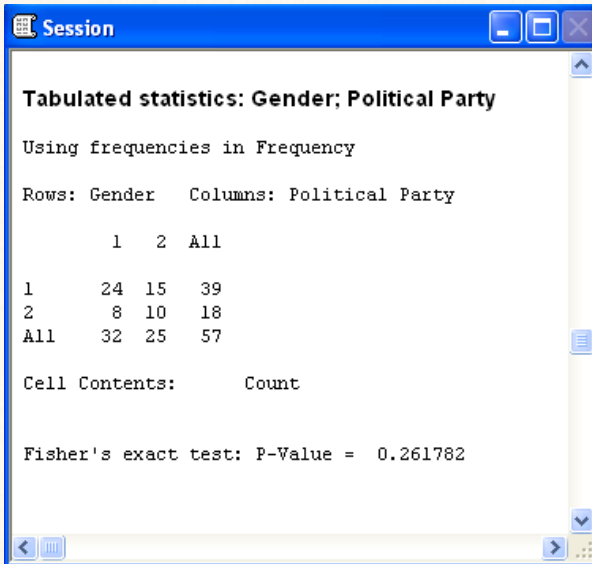 Session
Tabulated statistics: Gender; Political Party
Using frequencies in Frequency
Rows: Gender   Columns: Political Party
1   2  All
1   24  15   39
2   8  10   18
All   32  25   57
Cell Contents:   Count
Fisher's exact test: P-Value =  0.261782